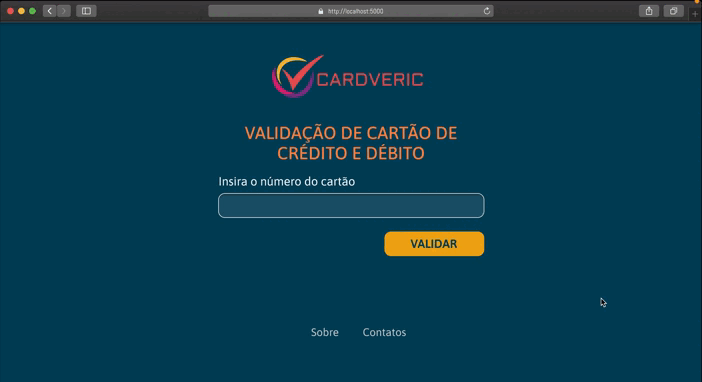 http://localhost:5000
CARDVERIC
VALIDAÇÃO DE CARTÃO DE
CRÉDITO E DÉBITO
Insira o número do cartão
VALIDAR
Sobre Contatos